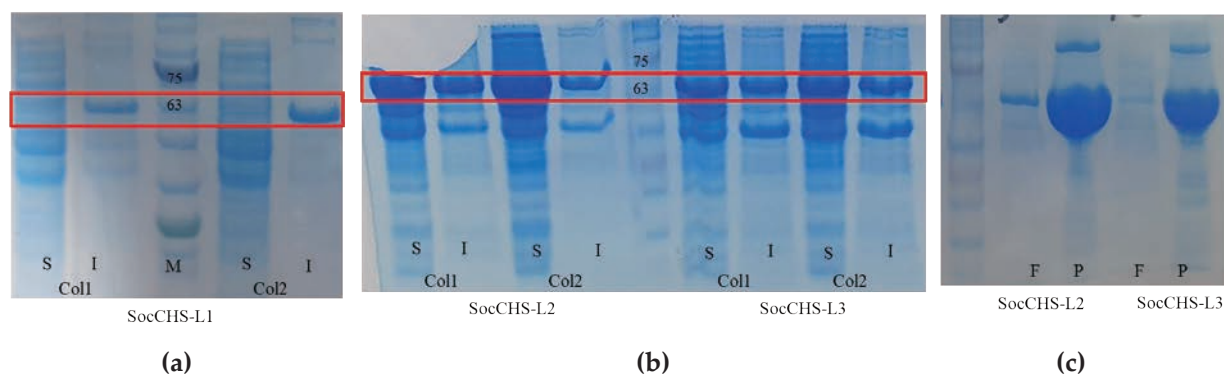 75
63
S I M S I
Col1 Col2
SocCHS-L1
(a)
75
63
S I S I S I S I
Col1 Col2 Col1 Col2
SocCHS-L2 SocCHS-L3
(b)
F P F P
SocCHS-L2 SocCHS-L3
(c)